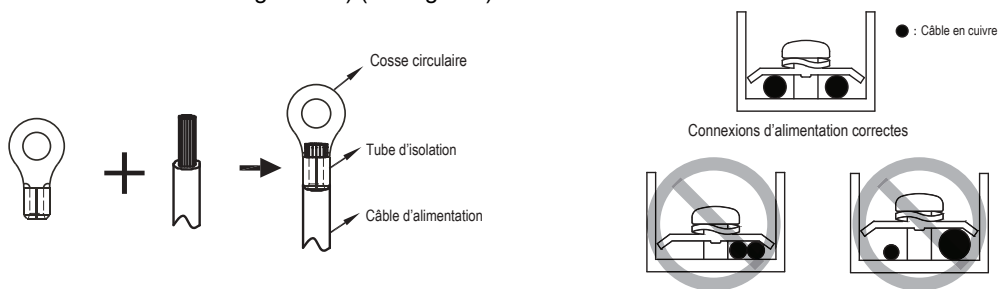 Cosse circulaire
Tube d'isolation
Câble d'alimentation
: Câble en cuivre
Connexions d'alimentation correctes